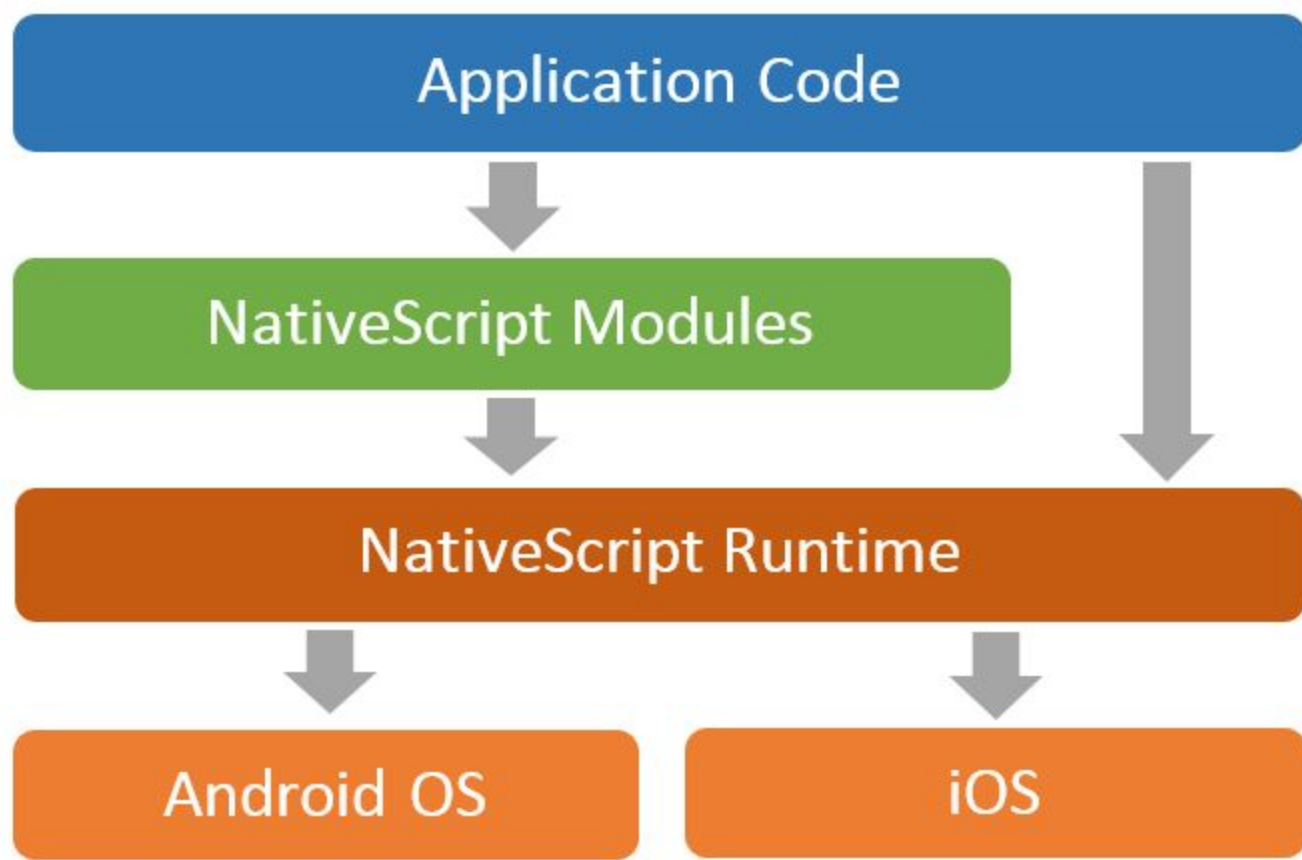 Application Code
NativeScript Modules
NativeScript Runtime
Android OS
iOS